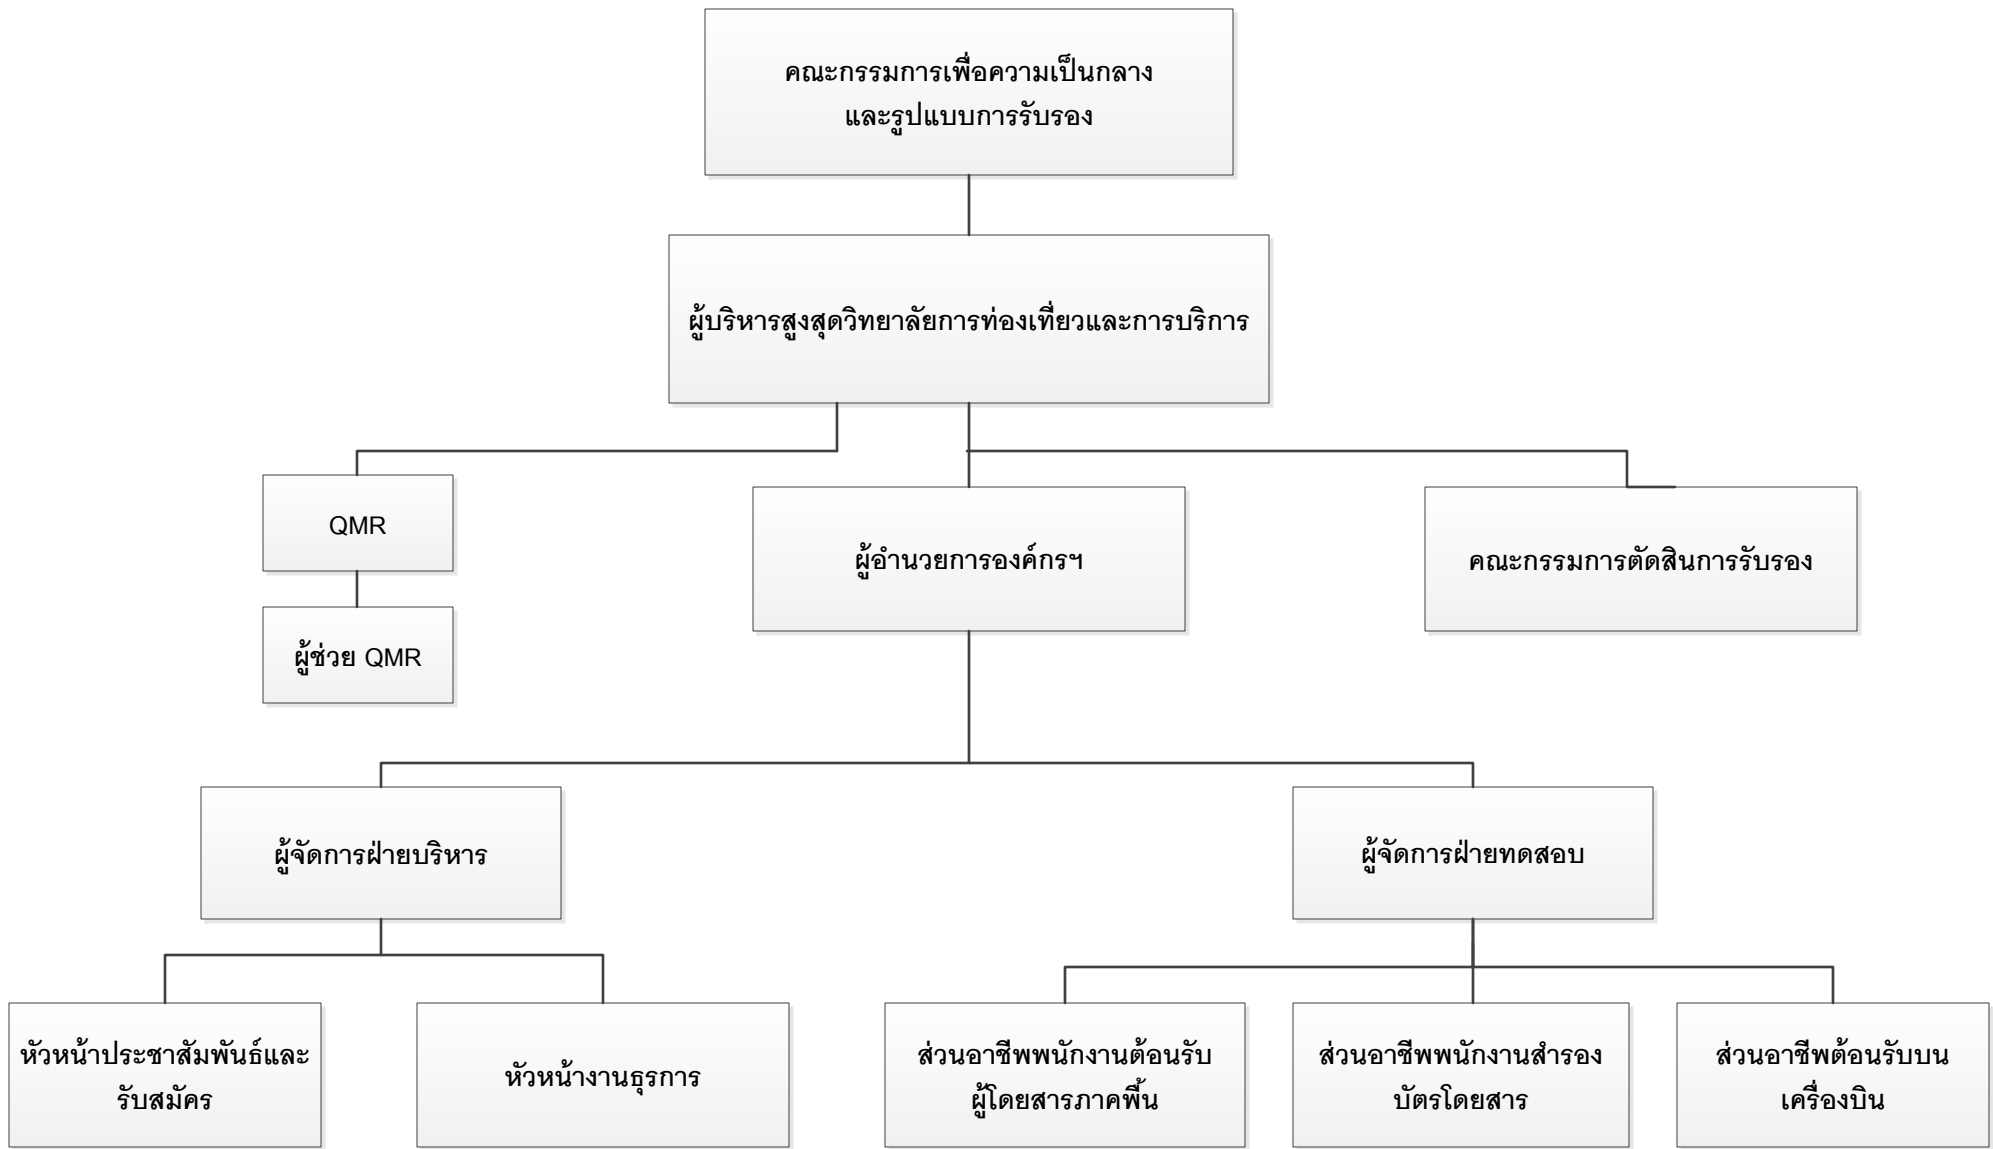 คณะกรรมการเพื่อความเป็นกลาง
และรูปแบบการรับรอง
ผู้บริหารสูงสุดวิทยาลัยการท่องเที่ยวและการบริการ
QMR
ผู้อำนวยการองค์กรฯ
คณะกรรมการตัดสินการรับรอง
ผู้ช่วย QMR
ผู้จัดการฝ่ายบริหาร
ผู้จัดการฝ่ายทดสอบ
หัวหน้าประชาสัมพันธ์และ
รับสมัคร
หัวหน้างานธุรการ
ส่วนอาชีพพนักงานต้อนรับ
ผู้โดยสารภาคพื้น
ส่วนอาชีพพนักงานสำรอง
บัตรโดยสาร
ส่วนอาชีพต้อนรับบน
เครื่องบิน